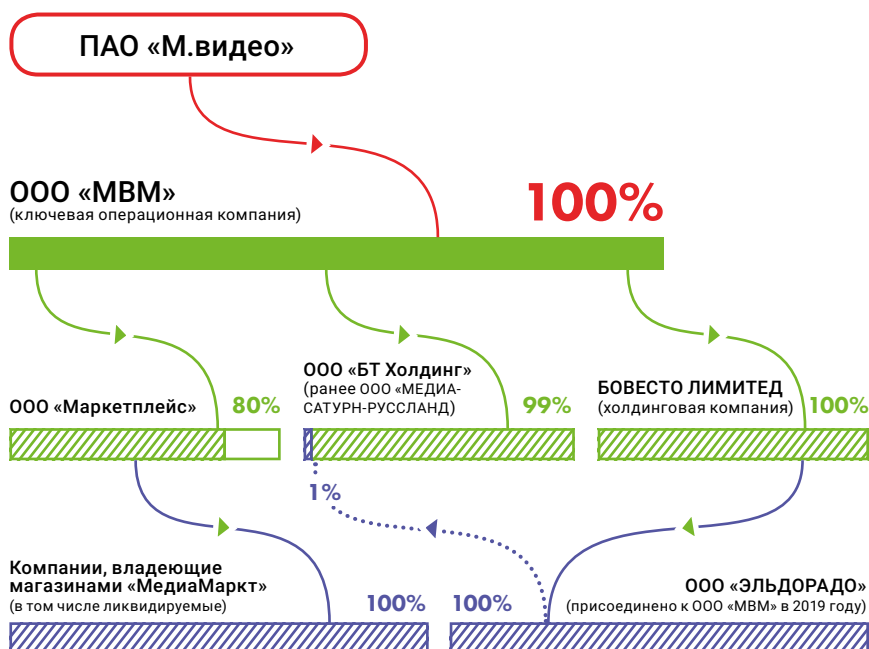 ПАО «М.видео»
ООО «МВМ»
(ключевая операционная компания)
100%
ООО «Маркетплейс»
80%
ООО «БТ Холдинг»
(ранее ООО «МЕДИА-
САТУРН-РУССЛАНД)
99%
БОВЕСТО ЛИМИТЕД
(холдинговая компания)
100%
1%
Компании, владеющие
магазинами «МедиаМаркт»
(в том числе ликвидируемые)
100%
100%
ООО «ЭЛЬДОРАДО»
(присоединено к ООО «МВМ» в 2019 году)